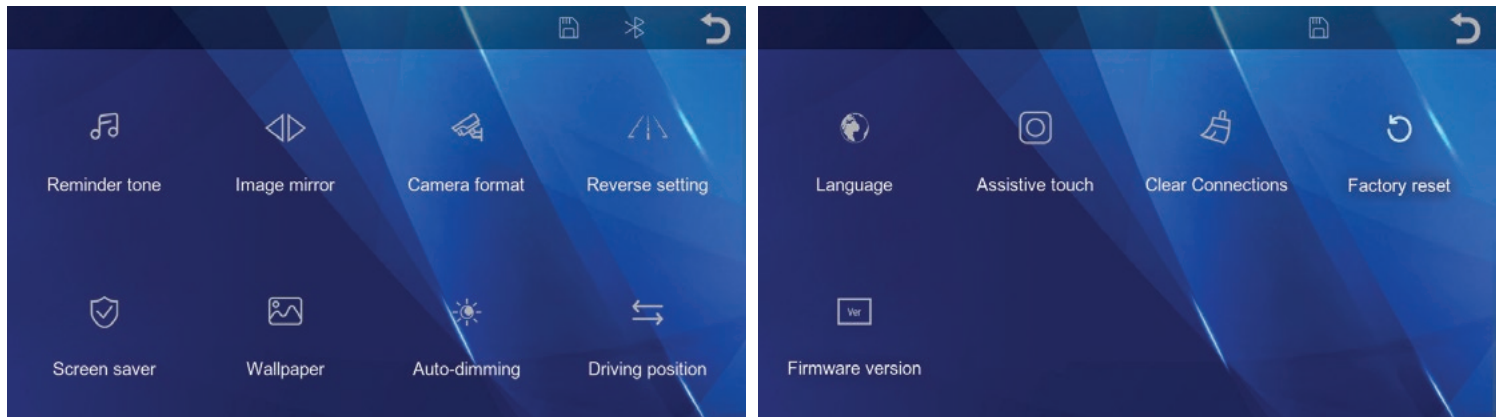 Reminder tone
Image mirror
Camera format
Reverse setting
Screen saver
Wallpaper
Auto-dimming
Driving position
Language
Assistive touch
Clear Connections
Factory reset
Ver
Firmware version